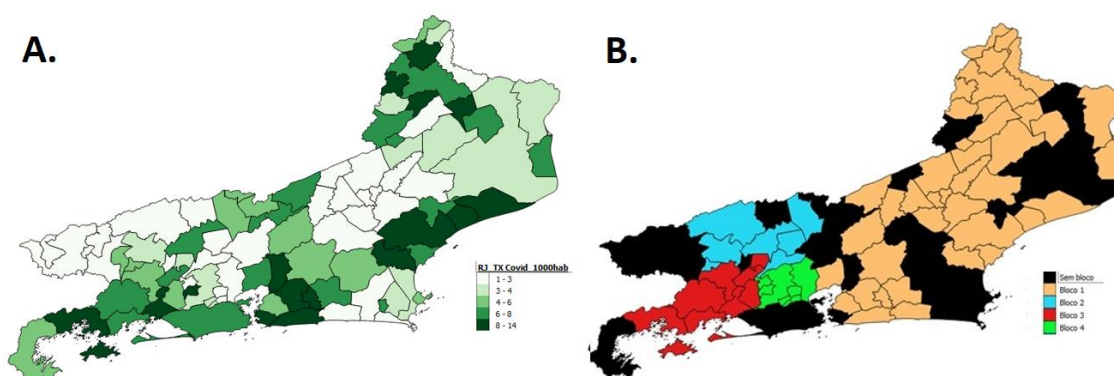 A.
RJ_TX Covid_1000hab
1 - 3
3 - 4
4 - 6
6 - 8
8 - 14
B.
Sem bloco
Bloco 1
Bloco 2
Bloco 3
Bloco 4